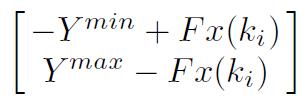 −Y^{min} + Fx(k_i)
Y^{max} − Fx(k_i)